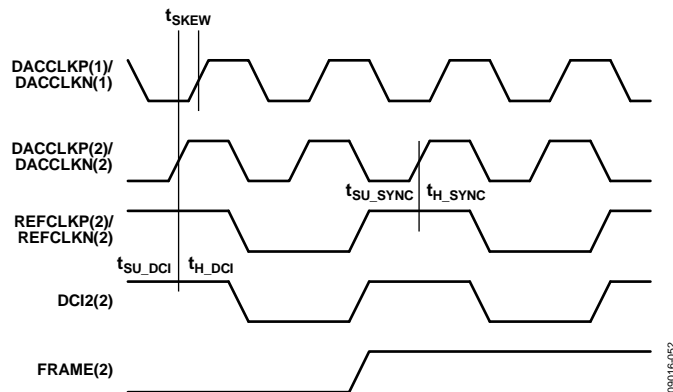 tSKEW
DACCLKP(1)/
DACCLKN(1)
DACCLKP(2)/
DACCLKN(2)
tSU_SYNC tH_SYNC
REFCLKP(2)/
REFCLKN(2)
tSU_DCI tH_DCI
DCI2(2)
FRAME(2)
09016-052